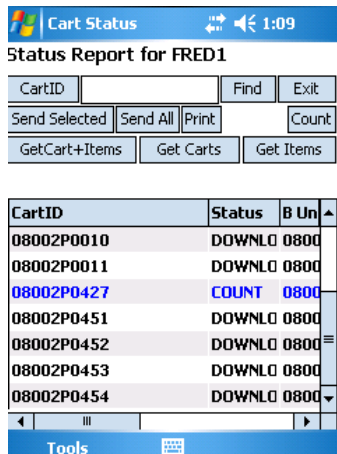 Cart Status 1:09
Status Report for FRED1
CartID Find Exit
Send Selected Send All Print Count
GetCart+Items Get Carts Get Items
CartID Status B Un
08002P0010 DOWNLO 0800
08002P0011 DOWNLO 0800
08002P0427 COUNT 0800
08002P0451 DOWNLO 0800
08002P0452 DOWNLO 0800
08002P0453 DOWNLO 0800
08002P0454 DOWNLO 0800
Tools